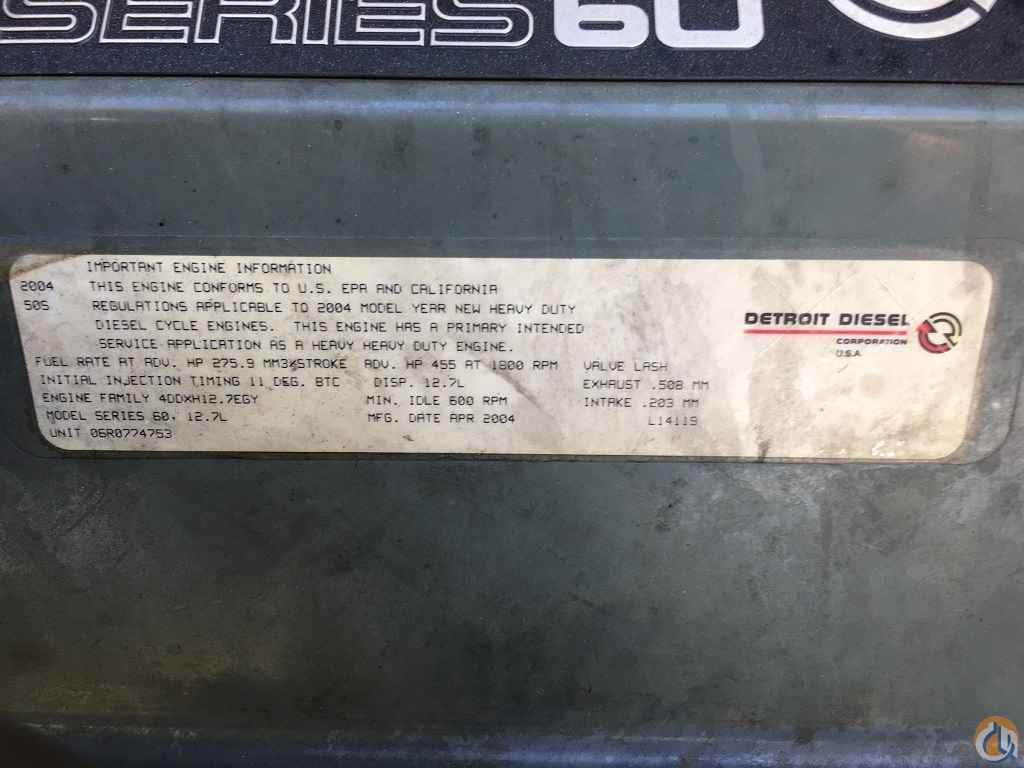 SERIES 60
IMPORTANT ENGINE INFORMATION
2004 THIS ENGINE CONFORMS TO U.S. EPA AND CALIFORNIA
50S REGULATIONS APPLICABLE TO 2004 MODEL YEAR NEW HEAVY DUTY
DIESEL CYCLE ENGINES. THIS ENGINE HAS A PRIMARY INTENDED
SERVICE APPLICATION AS A HEAVY HEAVY DUTY ENGINE.
FUEL RATE AT ADV. HP 275.9 MM3/STROKE ADV. HP 455 AT 1800 RPM VALVE LASH
INITIAL INJECTION TIMING 11 DEG. BTC DISP. 12.7L EXHAUST .508 MM
ENGINE FAMILY 4DDXH12.7EGY MIN. IDLE 600 RPM INTAKE .203 MM
MODEL SERIES 60, 12.7L MFG. DATE APR 2004 L14119
UNIT 06R0774753
DETROIT DIESEL
CORPORATION
U.S.A.